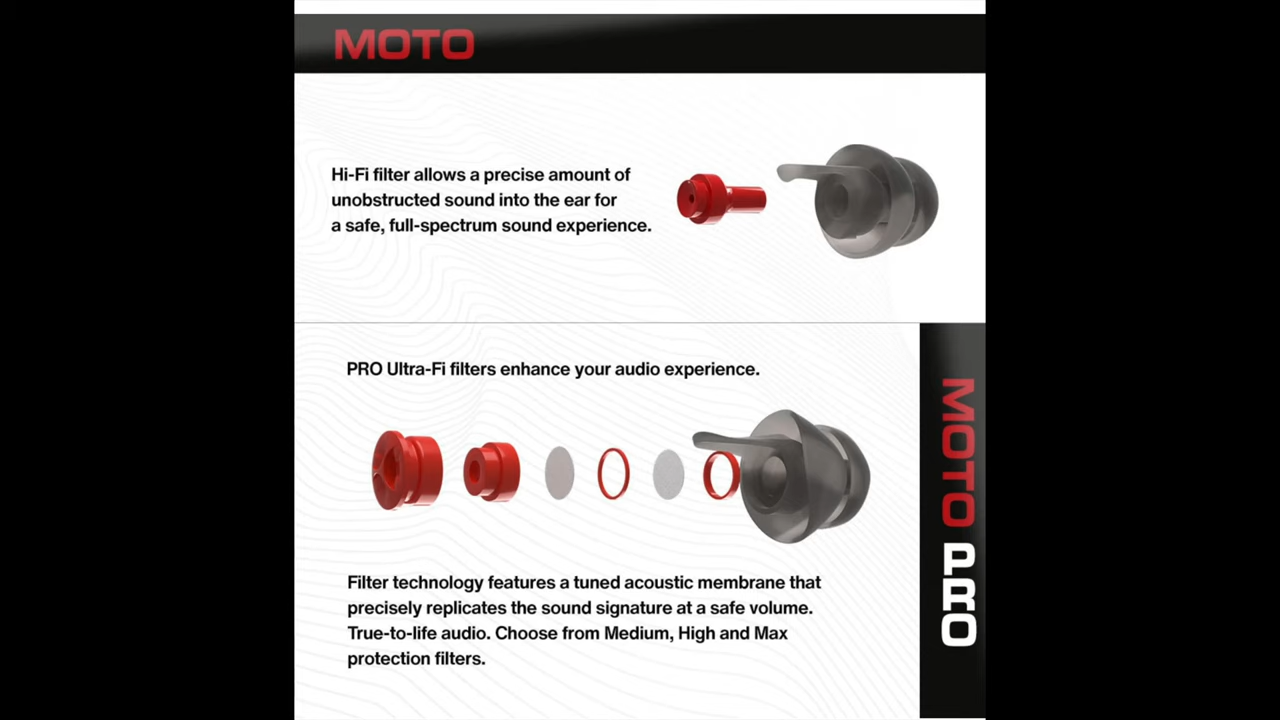 MOTO
Hi-Fi filter allows a precise amount of
unobstructed sound into the ear for
a safe, full-spectrum sound experience.
PRO Ultra-Fi filters enhance your audio experience.
Filter technology features a tuned acoustic membrane that
precisely replicates the sound signature at a safe volume.
True-to-life audio. Choose from Medium, High and Max
protection filters.
MOTO PRO